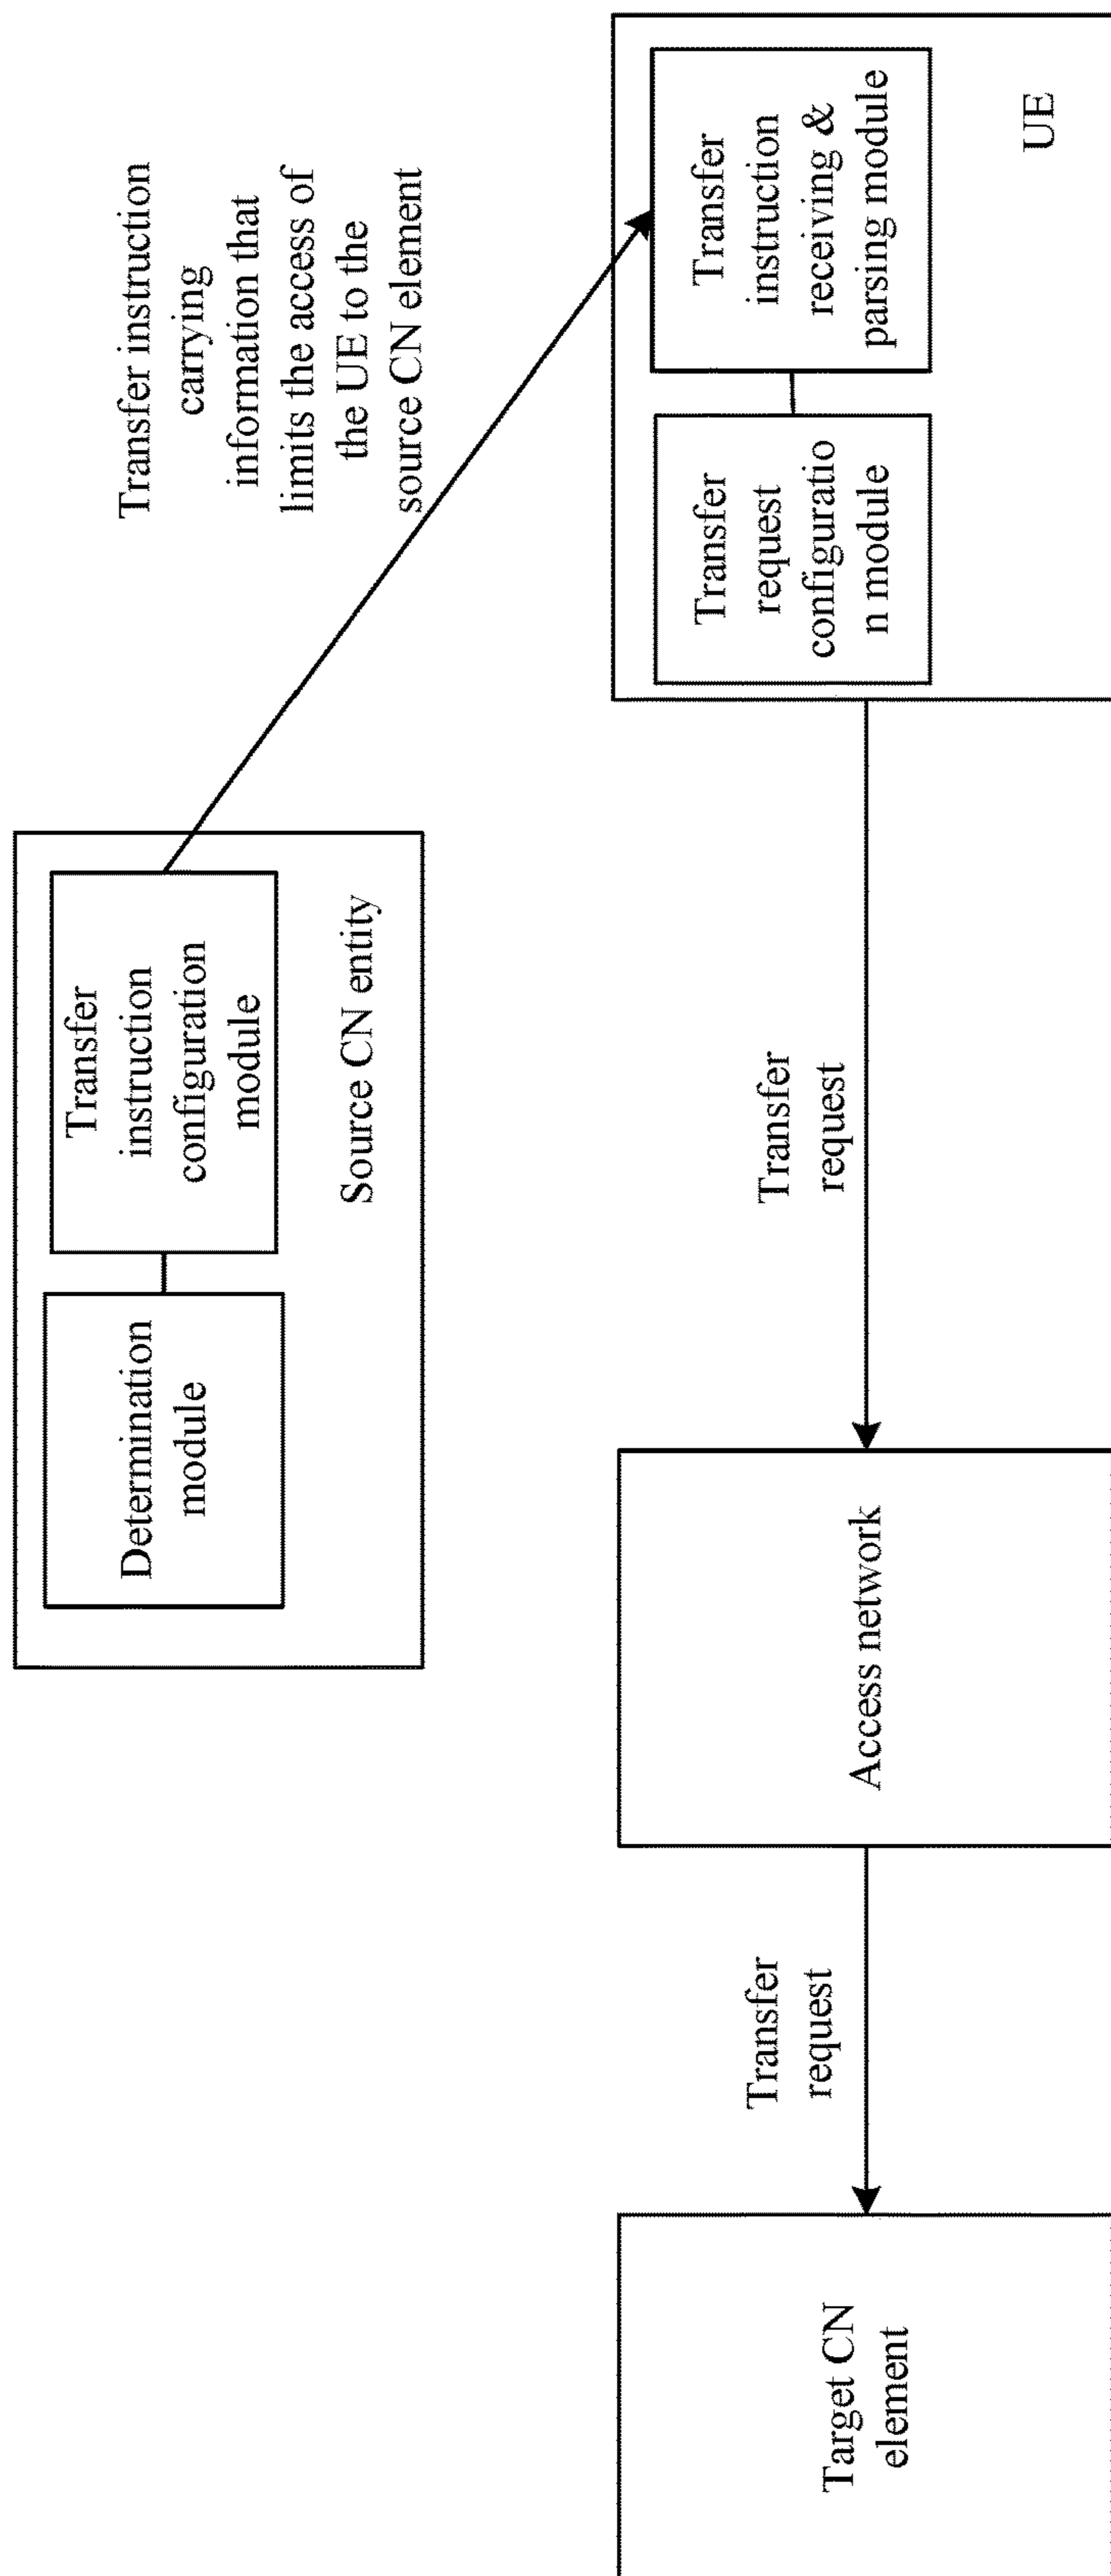 Determination
module
Transfer
instruction
configuration
module
Source CN entity
Transfer instruction
carrying
information that
limits the access of
the UE to the
source CN element
Target CN
element
Transfer
request
Access network
Transfer
request
Transfer
request
configuratio
n module
Transfer
instruction
receiving &
parsing module
UE